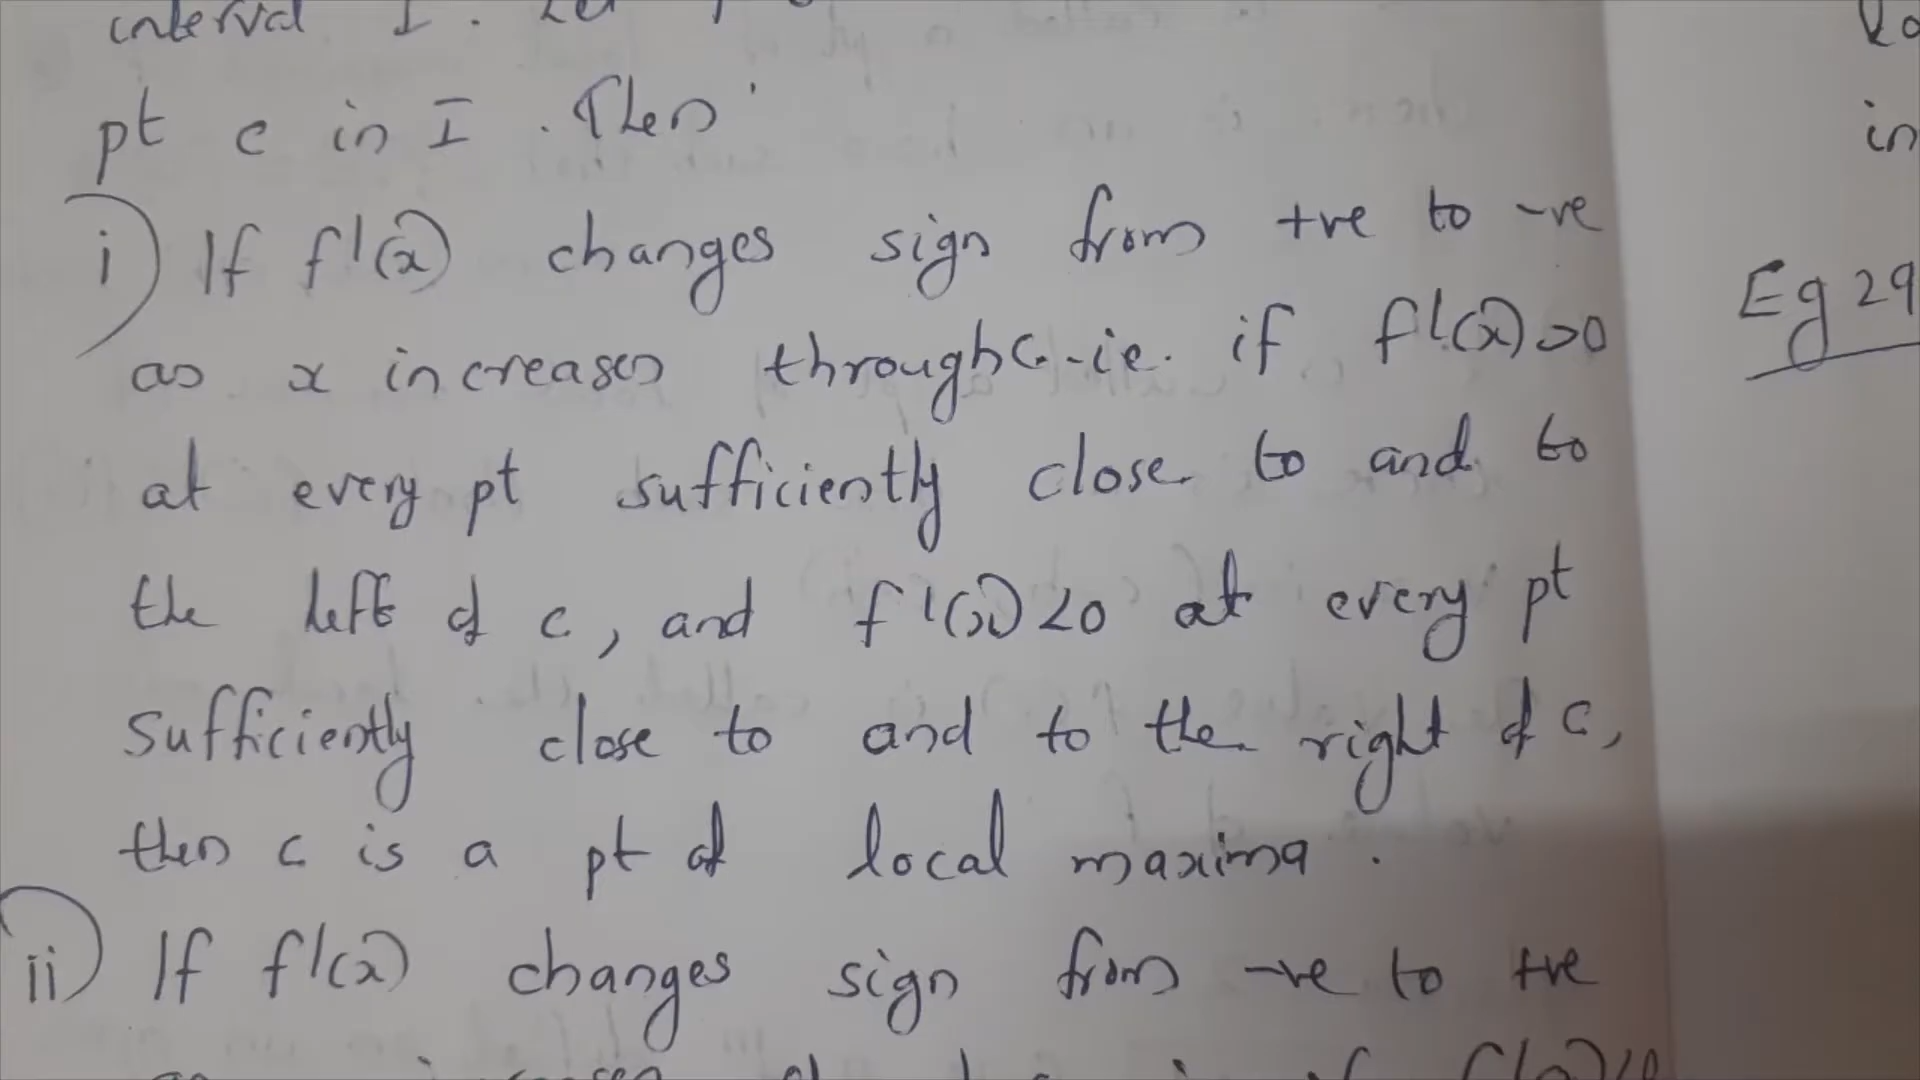 interval I. Let
pt c in I. Then
i) If f'(x) changes sign from +ve to -ve
as x increases through c. ie. if f'(x)>0
at every pt sufficiently close to and to
the left of c, and f'(x)<0 at every pt
sufficiently close to and to the right of c,
then c is a pt of local maxima.
ii) If f'(x) changes sign from -ve to +ve
in
Eg 29